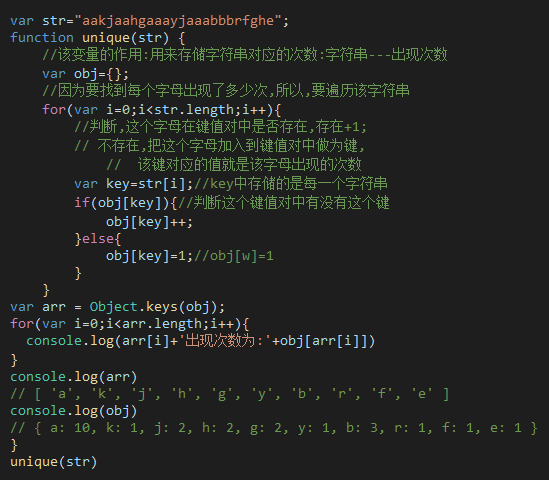 var str="aakjaahgaaayjaaabbbrfghe";
function unique(str) {
    //该变量的作用:用来存储字符串对应的次数:字符串---出现次数
    var obj={};
    //因为要找到每个字母出现了多少次,所以,要遍历该字符串
    for(var i=0;i<str.length;i++){
        //判断,这个字母在键值对中是否存在,存在+1;
        // 不存在,把这个字母加入到键值对中做为键,
            //  该键对应的值就是该字母出现的次数
        var key=str[i];//key中存储的是每一个字符串
        if(obj[key]){//判断这个键值对中有没有这个键
            obj[key]++;
        }else{
            obj[key]=1;//obj[w]=1
        }
    }
var arr = Object.keys(obj);
for(var i=0;i<arr.length;i++){
  console.log(arr[i]+'出现次数为:'+obj[arr[i]])
}
console.log(arr)
// [ 'a', 'k', 'j', 'h', 'g', 'y', 'b', 'r', 'f', 'e' ]
console.log(obj)
// { a: 10, k: 1, j: 2, h: 2, g: 2, y: 1, b: 3, r: 1, f: 1, e: 1 }
}
unique(str)